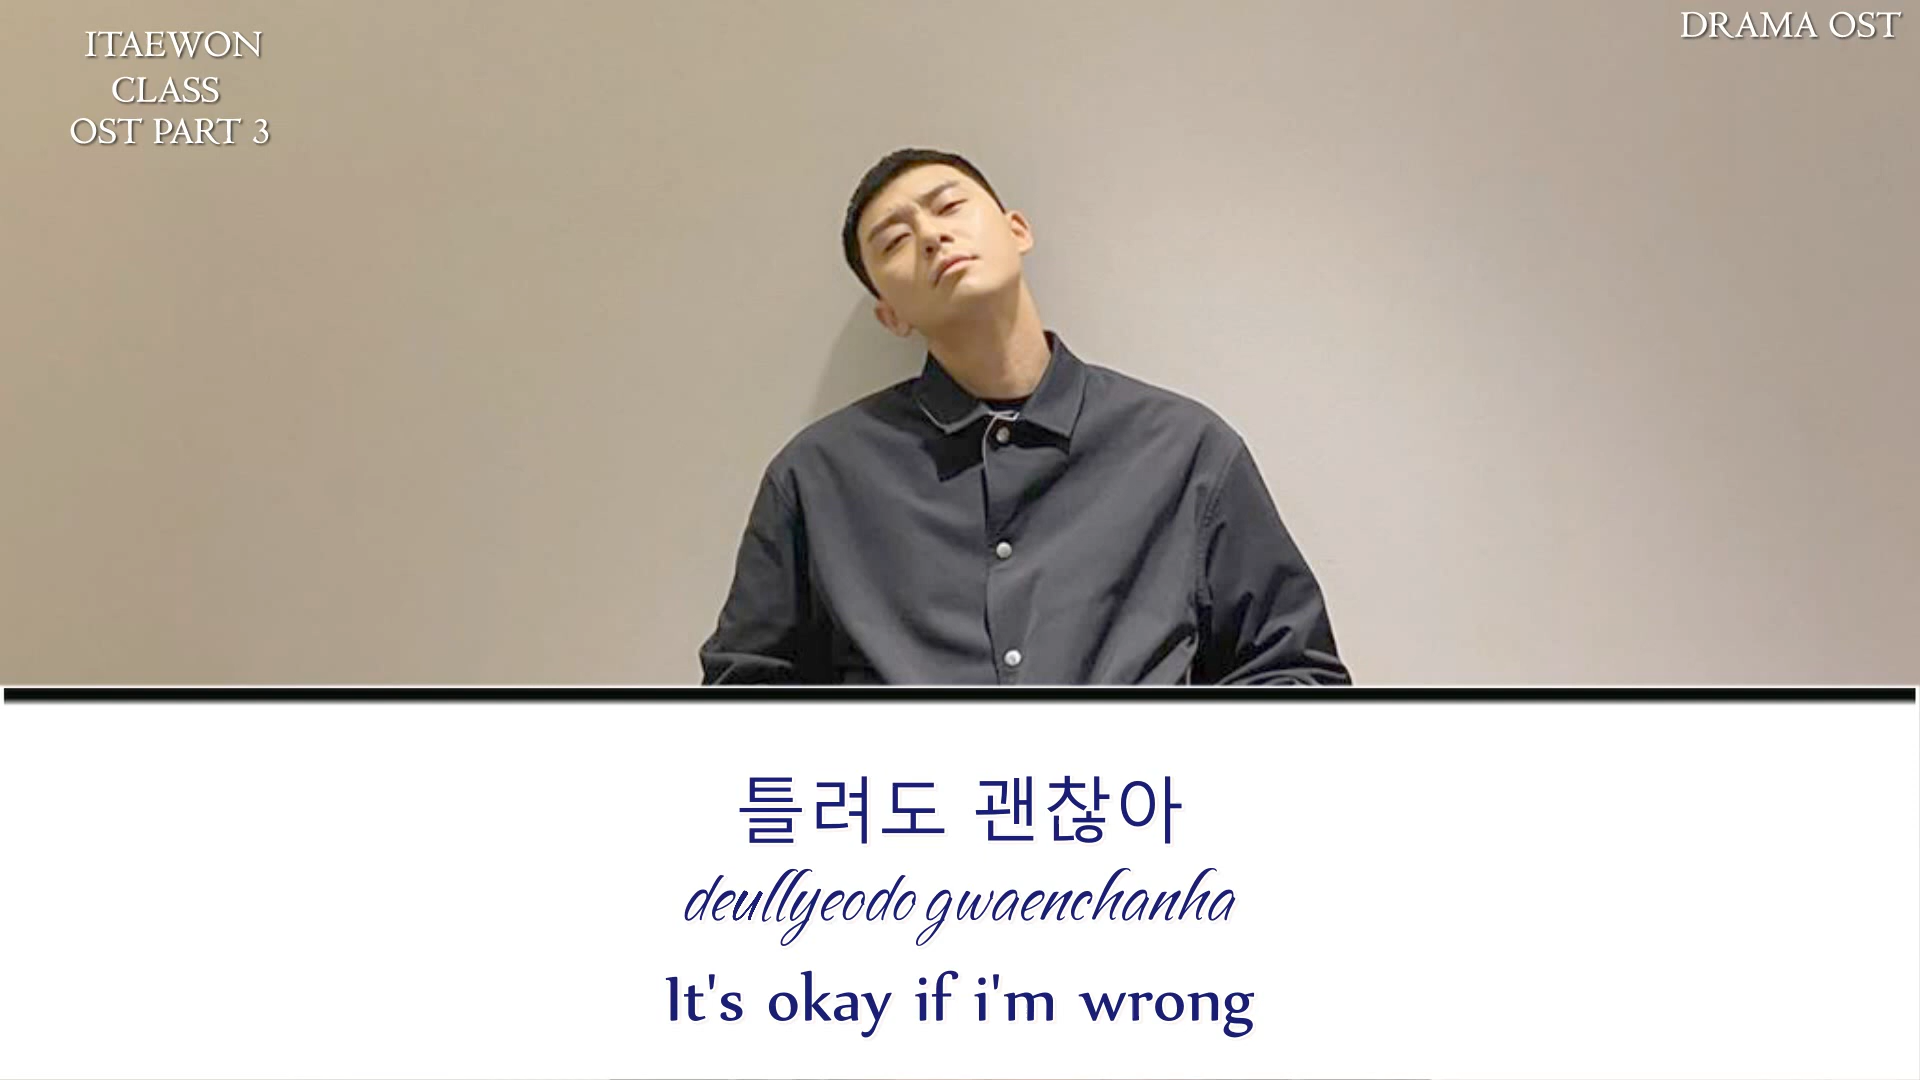 ITAEWON
CLASS
OST PART 3
DRAMA OST
틀려도 괜찮아
deullyeodo gwaenchanha
It's okay if i'm wrong